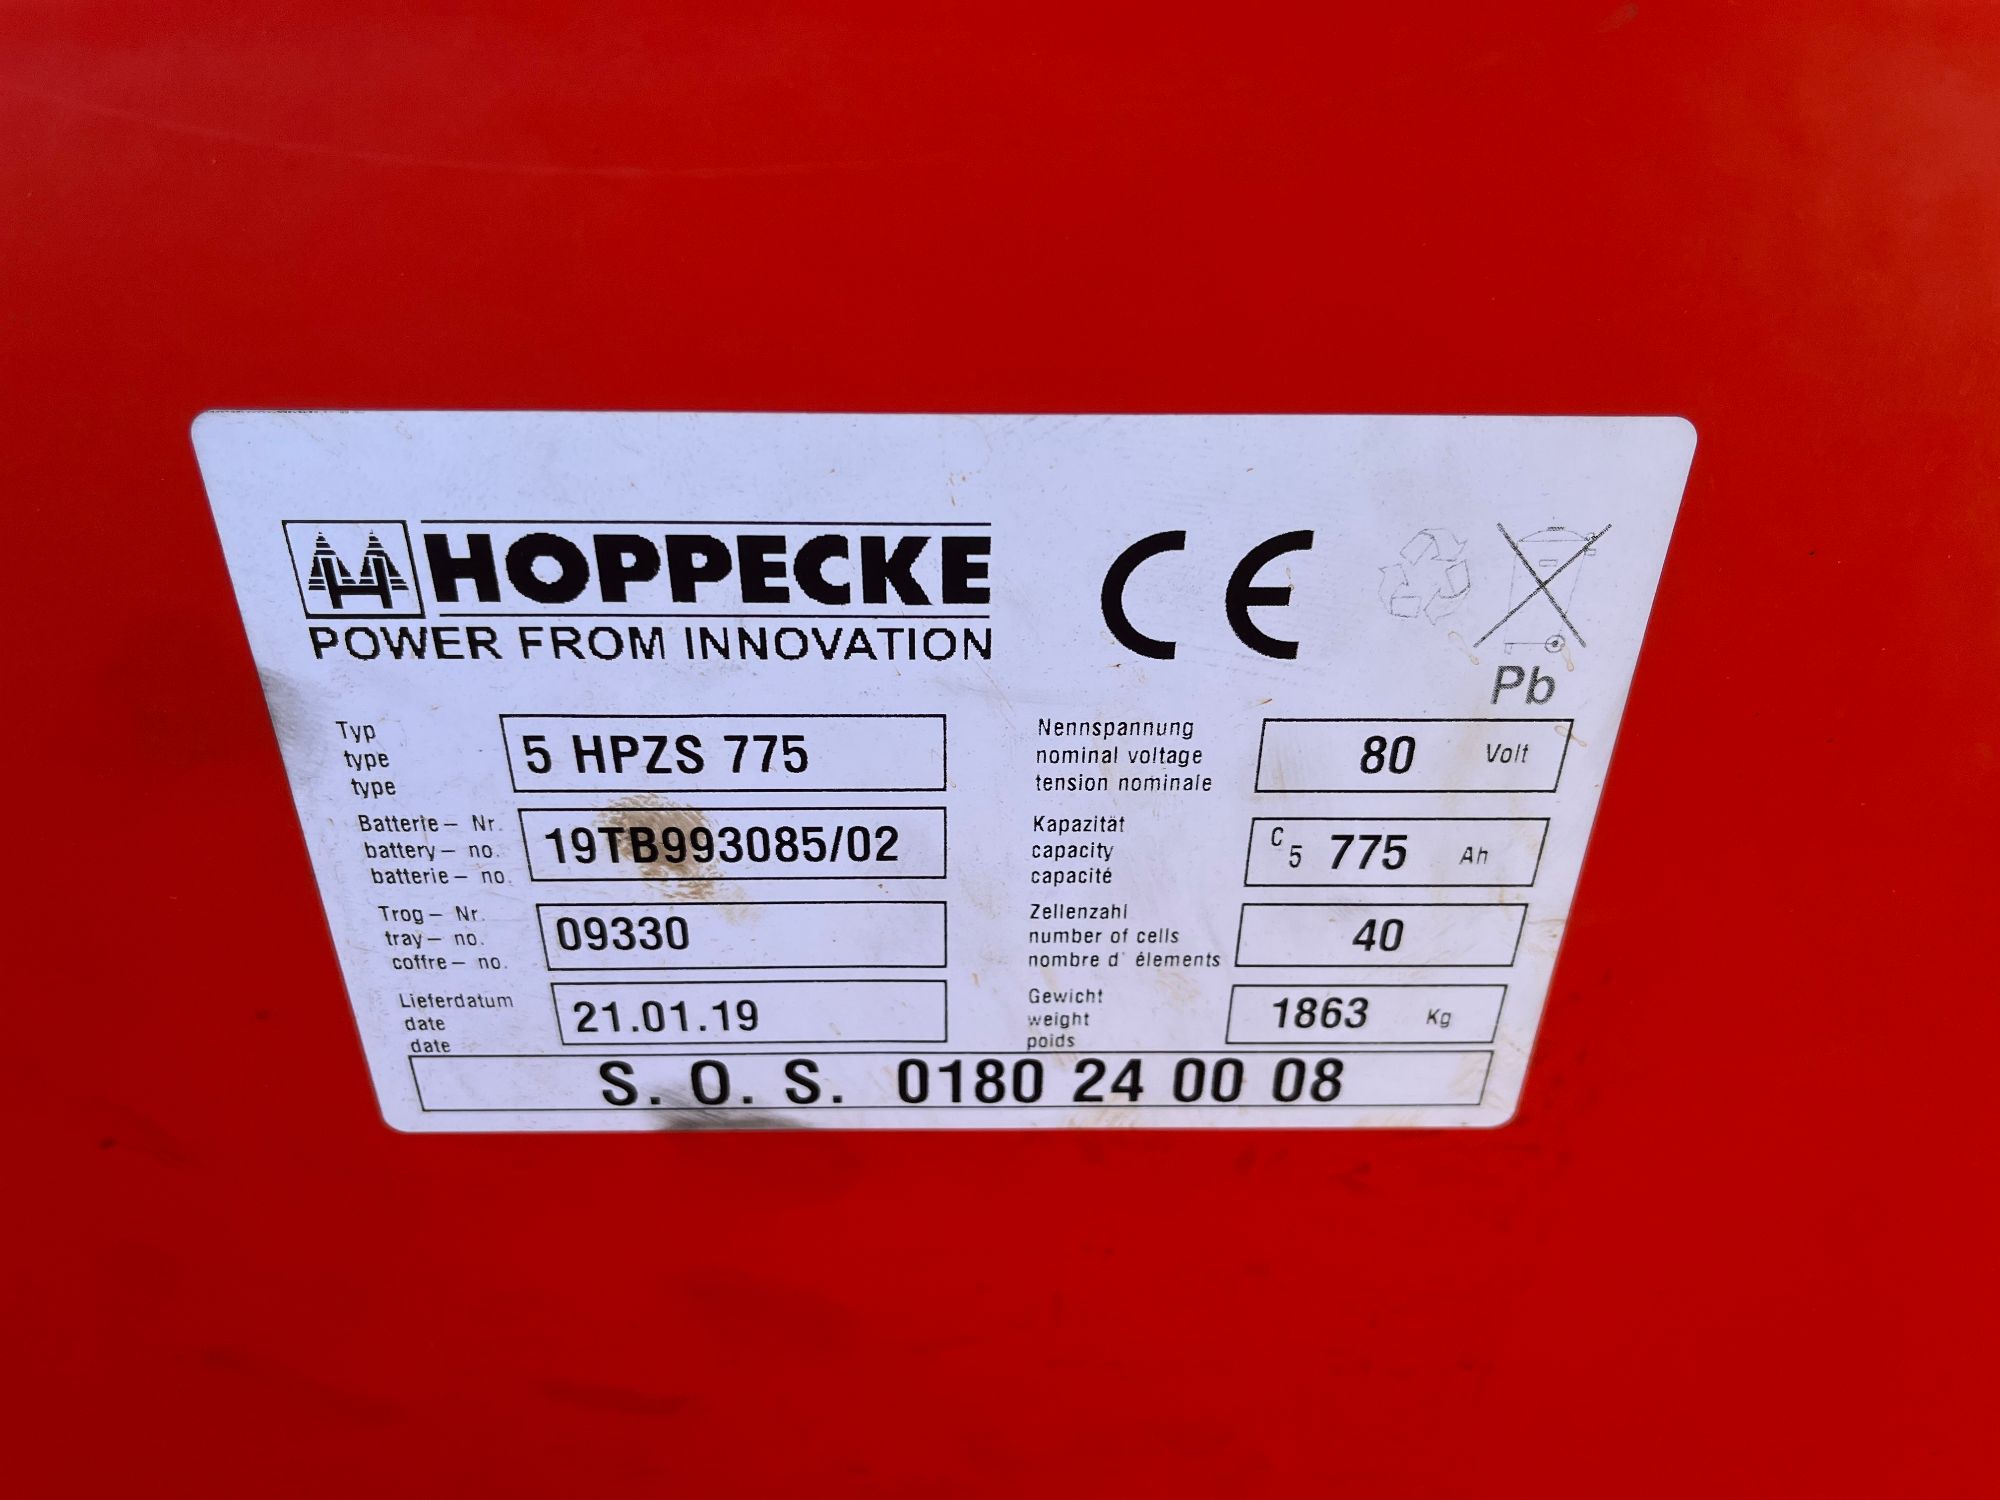 HOPPECKE
POWER FROM INNOVATION
CE
Pb
Typ
type
type
5 HPZS 775
Nennspannung
nominal voltage
tension nominale
80 Volt
Batterie – Nr.
battery – no.
batterie – no.
19TB993085/02
Kapazität
capacity
capacité
C5 775 Ah
Trog – Nr.
tray – no.
coffre – no.
09330
Zellenzahl
number of cells
nombre d' élements
40
Lieferdatum
date
date
21.01.19
Gewicht
weight
poids
1863 Kg
S. O. S. 0180 24 00 08